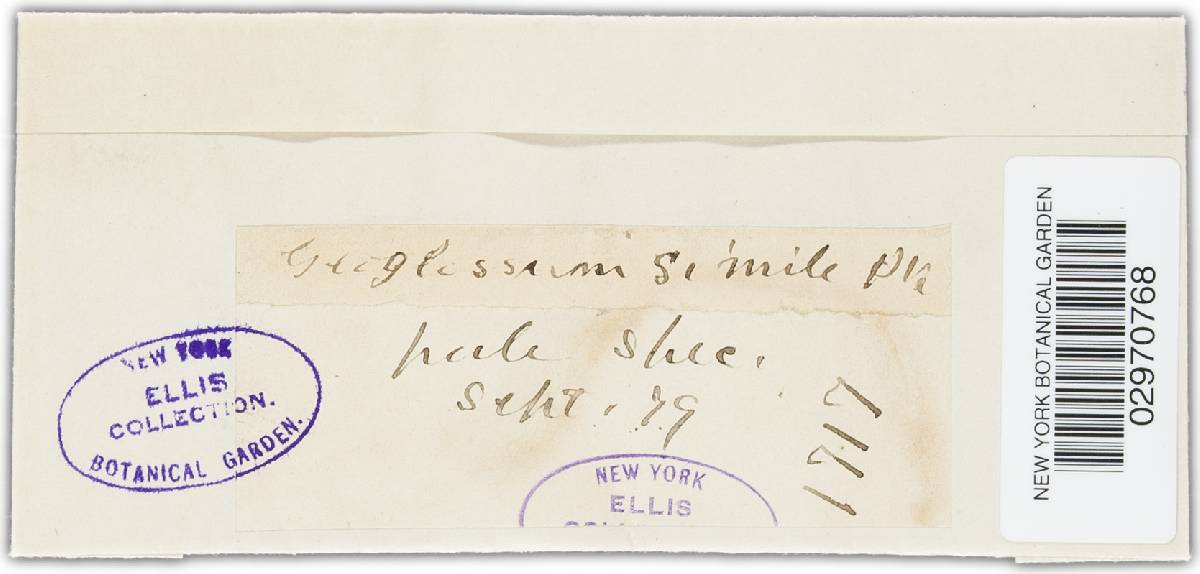 Geoglossum simile Pk
pale spec.
Sept. 79
1717
NEW YORK
ELLIS
COLLECTION.
BOTANICAL GARDEN.
NEW YORK
ELLIS
NEW YORK BOTANICAL GARDEN
02970768